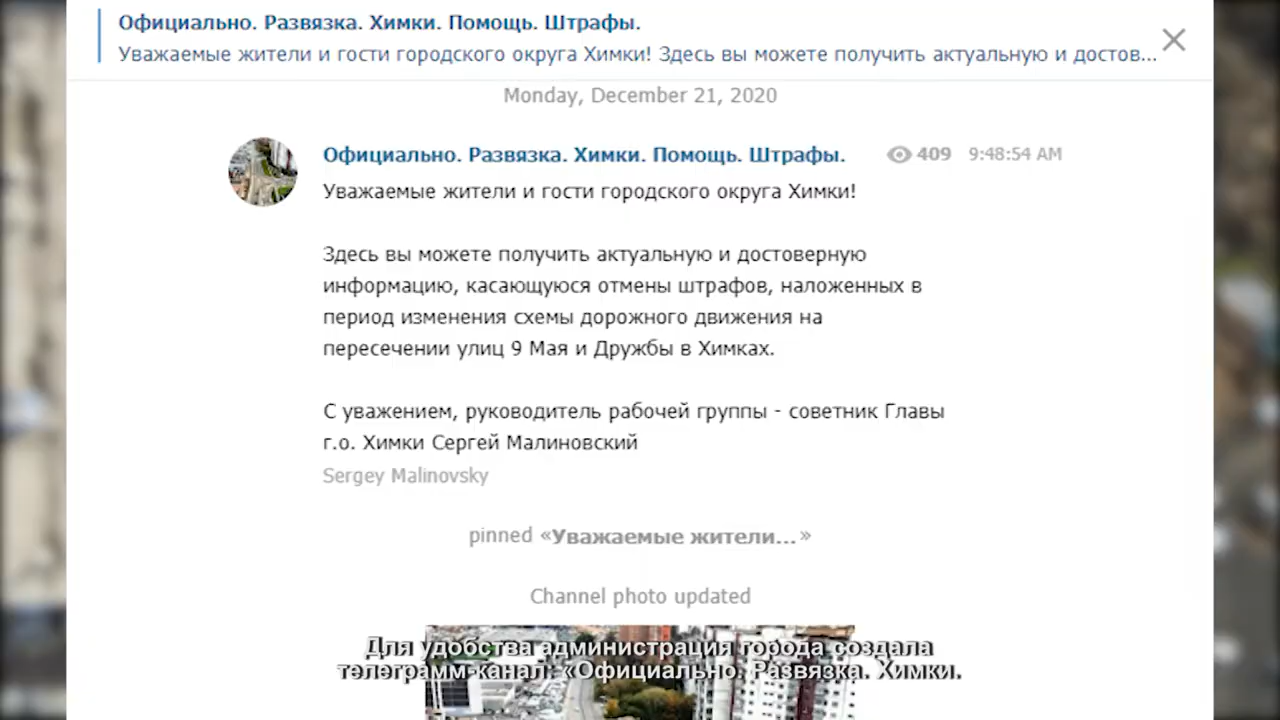 Официально. Развязка. Химки. Помощь. Штрафы.
Уважаемые жители и гости городского округа Химки! Здесь вы можете получить актуальную и достов...
Monday, December 21, 2020
Официально. Развязка. Химки. Помощь. Штрафы. 409 9:48:54 AM
Уважаемые жители и гости городского округа Химки!
Здесь вы можете получить актуальную и достоверную
информацию, касающуюся отмены штрафов, наложенных в
период изменения схемы дорожного движения на
пересечении улиц 9 Мая и Дружбы в Химках.
С уважением, руководитель рабочей группы - советник Главы
г.о. Химки Сергей Малиновский
Sergey Malinovsky
pinned «Уважаемые жители...»
Channel photo updated
Для удобства администрация города создала
телеграмм-канал: «Официально. Развязка. Химки.